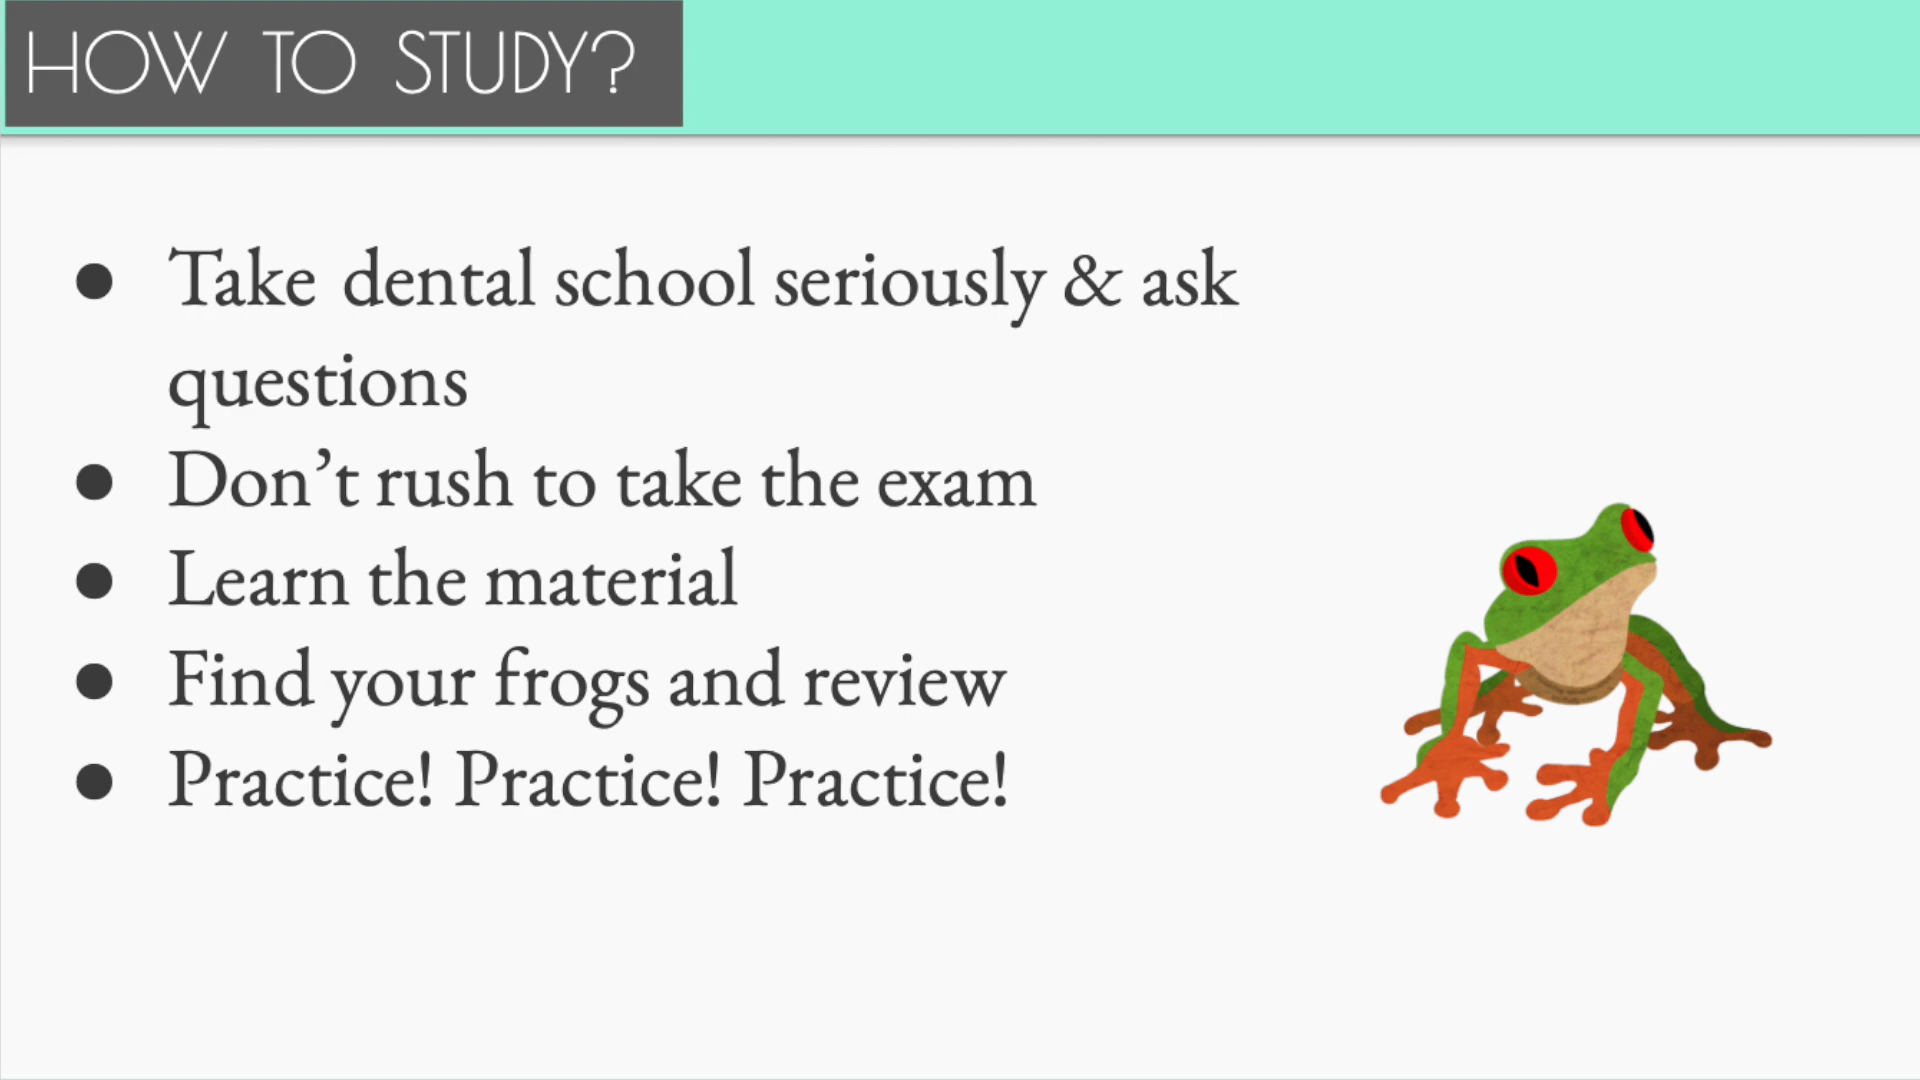 HOW TO STUDY?
● Take dental school seriously & ask
questions
● Don’t rush to take the exam
● Learn the material
● Find your frogs and review
● Practice! Practice! Practice!